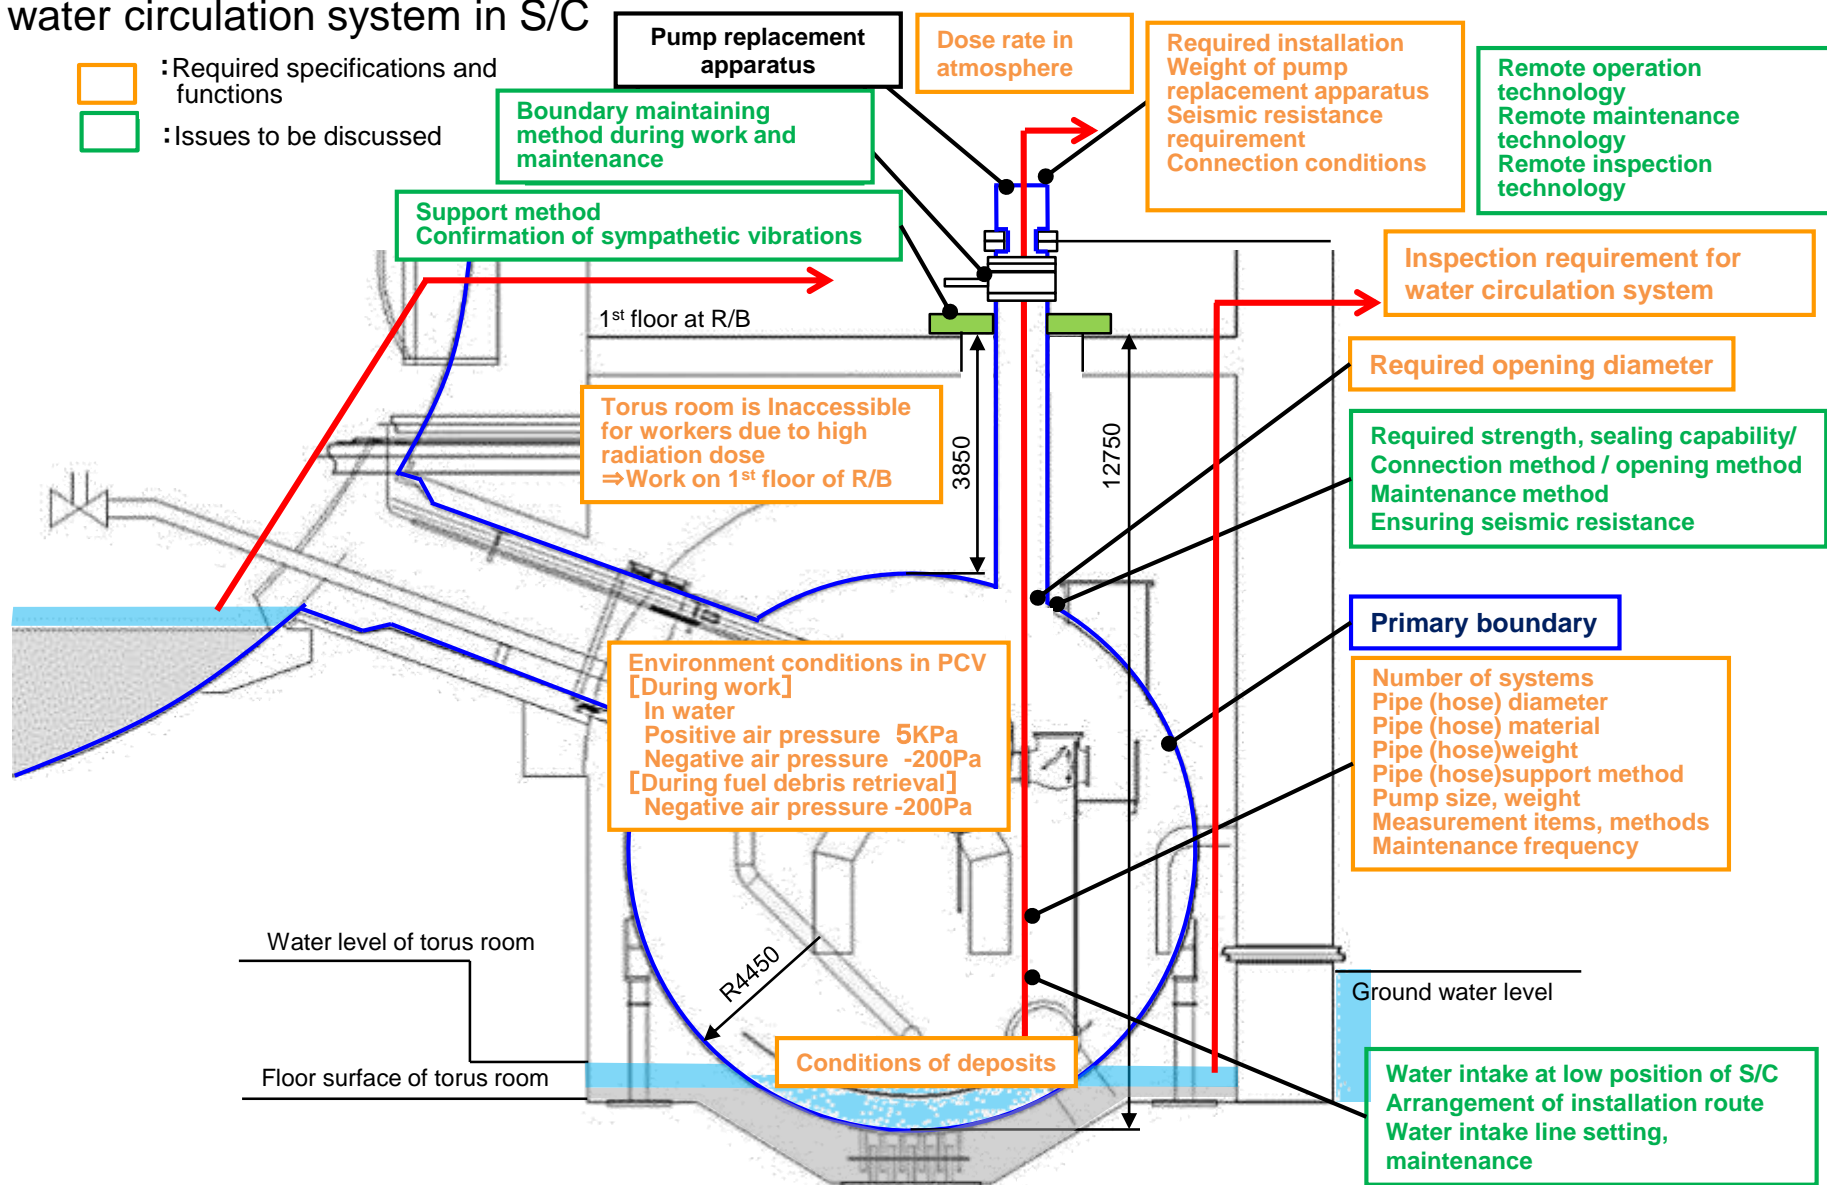 water circulation system in S/C
:Required specifications and
functions
:Issues to be discussed
Pump replacement
apparatus
Dose rate in
atmosphere
Required installation
Weight of pump
replacement apparatus
Seismic resistance
requirement
Connection conditions
Remote operation
technology
Remote maintenance
technology
Remote inspection
technology
Boundary maintaining
method during work and
maintenance
Support method
Confirmation of sympathetic vibrations
Inspection requirement for
water circulation system
1st floor at R/B
Required opening diameter
Torus room is Inaccessible
for workers due to high
radiation dose
⇒Work on 1st floor of R/B
3850
12750
Required strength, sealing capability/
Connection method / opening method
Maintenance method
Ensuring seismic resistance
Primary boundary
Environment conditions in PCV
[During work]
In water
Positive air pressure 5KPa
Negative air pressure -200Pa
[During fuel debris retrieval]
Negative air pressure -200Pa
Number of systems
Pipe (hose) diameter
Pipe (hose) material
Pipe (hose)weight
Pipe (hose)support method
Pump size, weight
Measurement items, methods
Maintenance frequency
Water level of torus room
R4450
Ground water level
Conditions of deposits
Floor surface of torus room
Water intake at low position of S/C
Arrangement of installation route
Water intake line setting,
maintenance